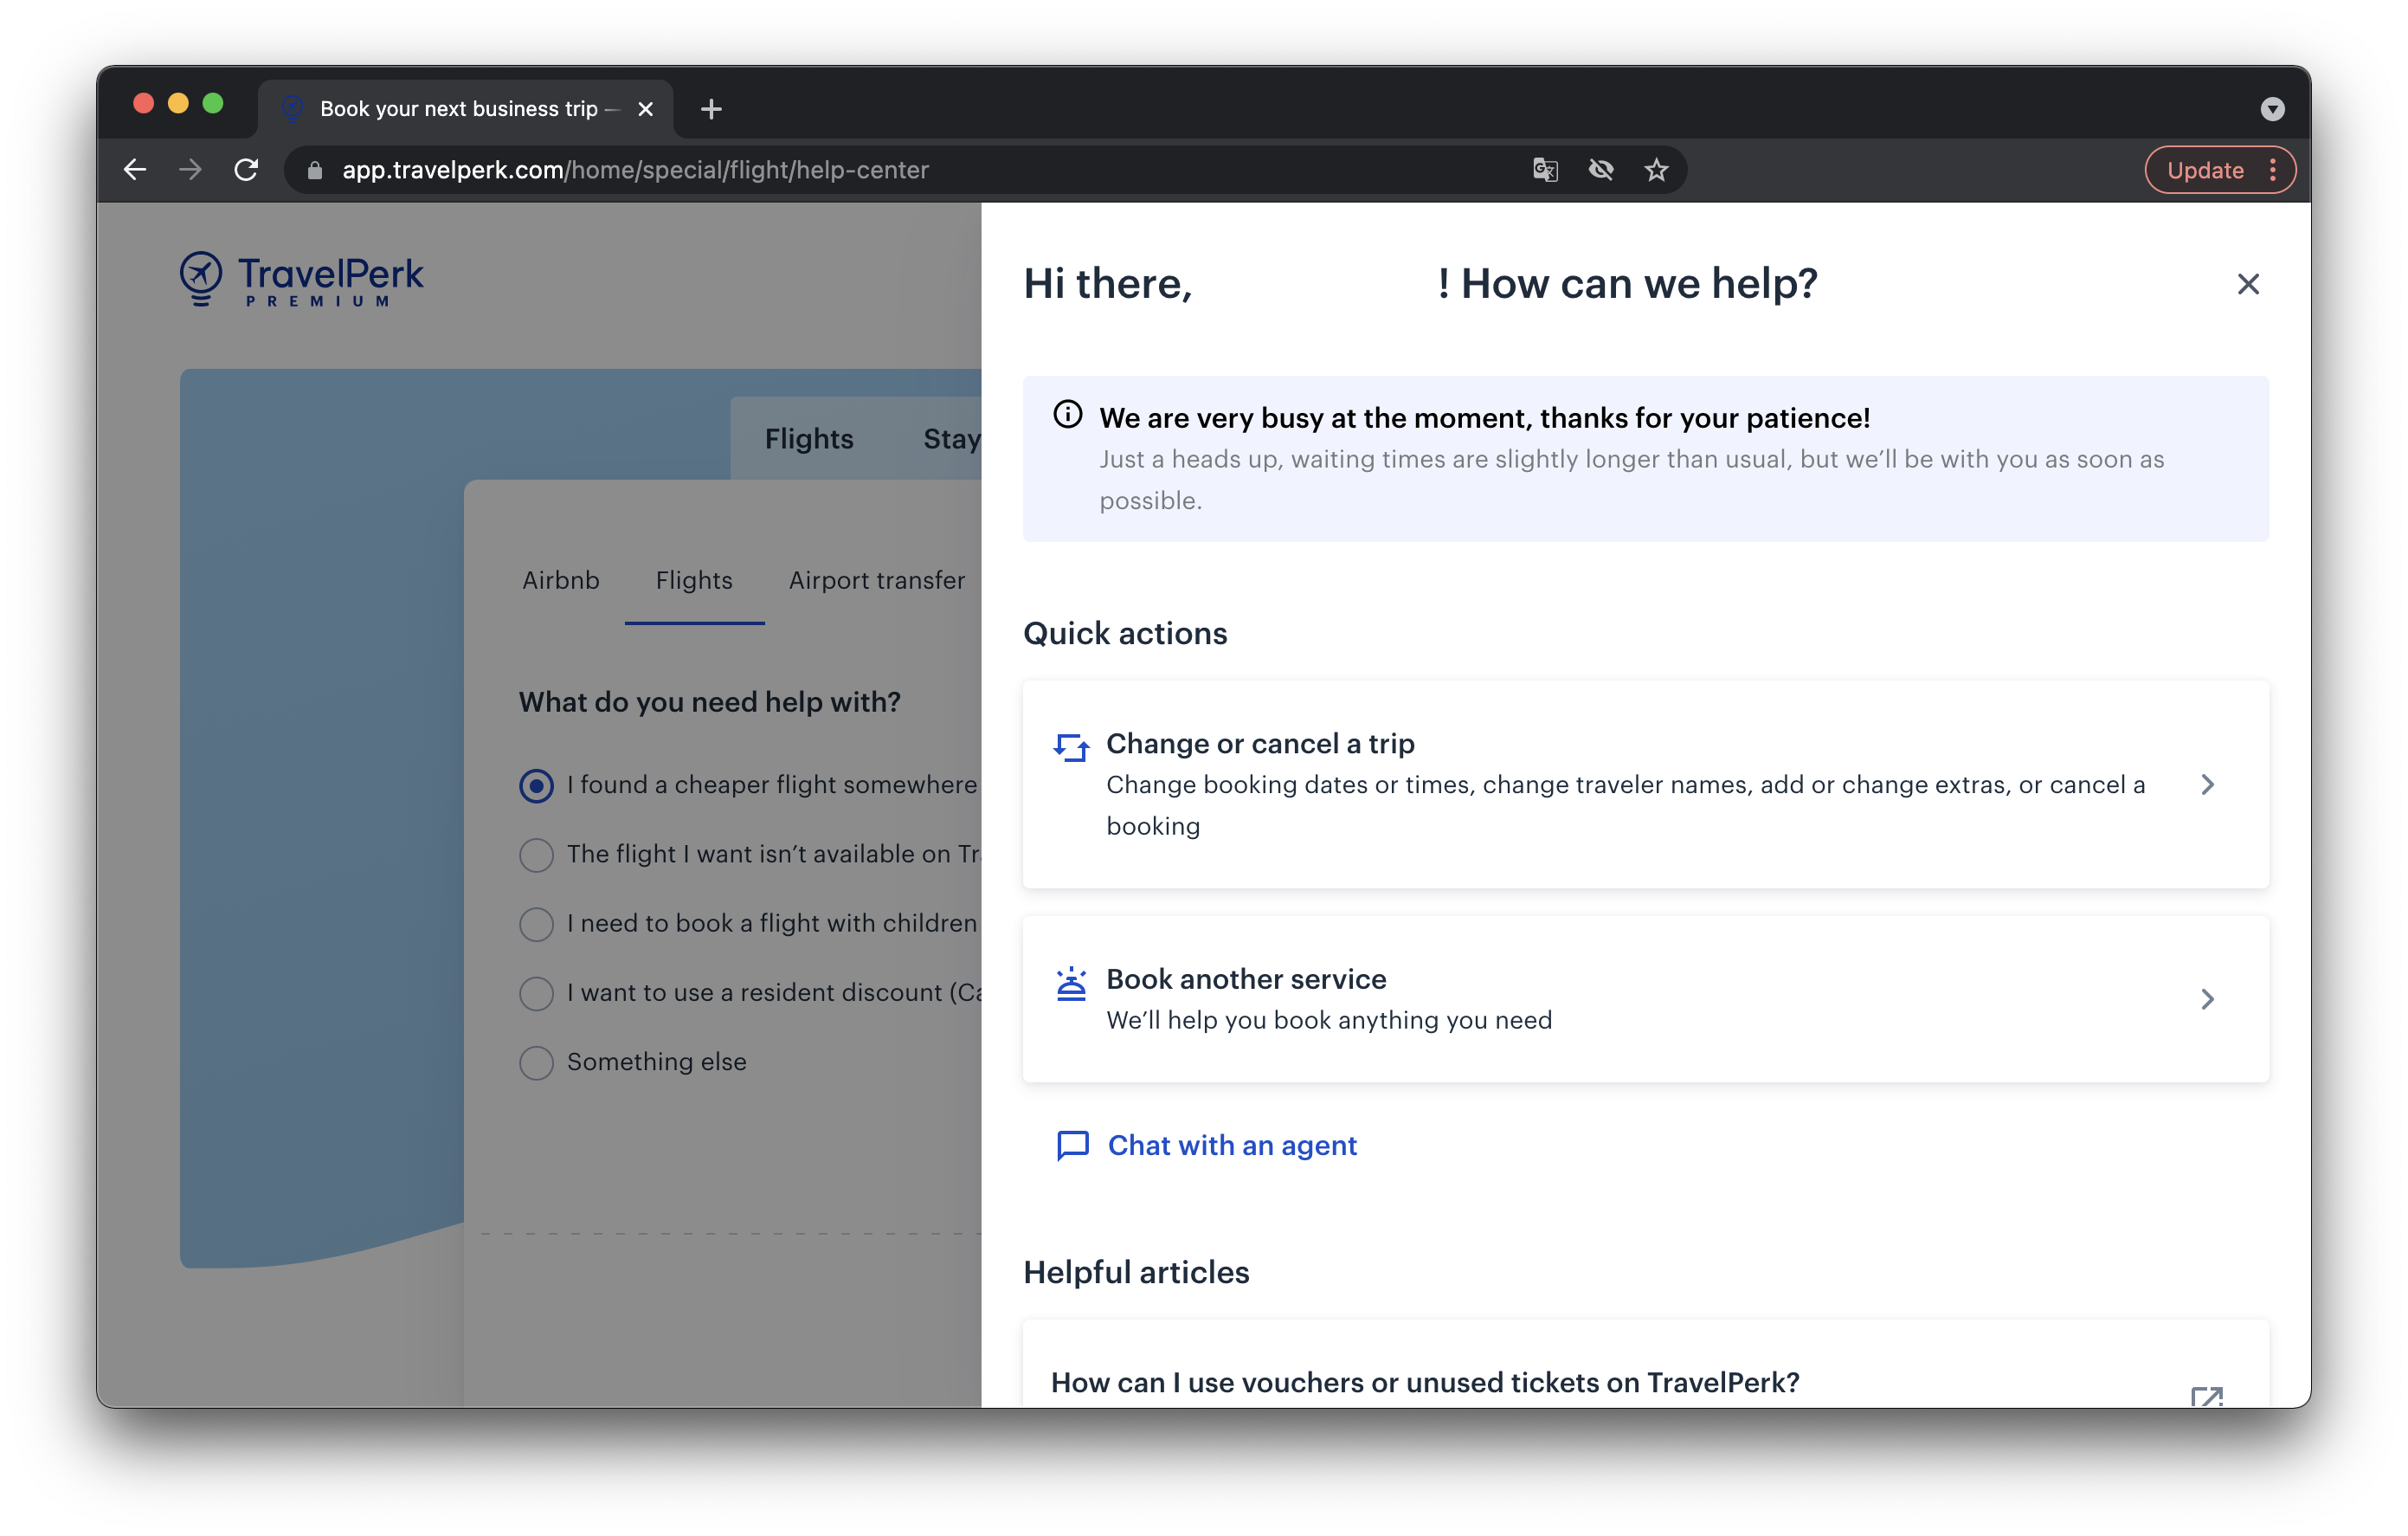 Book your next business trip —
app.travelperk.com/home/special/flight/help-center
Update
TravelPerk
PREMIUM
Flights
Stay
Airbnb
Flights
Airport transfer
What do you need help with?
I found a cheaper flight somewhere
The flight I want isn’t available on
I need to book a flight with children
I want to use a resident discount
Something else
Hi there, ! How can we help?
We are very busy at the moment, thanks for your patience!
Just a heads up, waiting times are slightly longer than usual, but we’ll be with you as soon as
possible.
Quick actions
Change or cancel a trip
Change booking dates or times, change traveler names, add or change extras, or cancel a
booking
Book another service
We’ll help you book anything you need
Chat with an agent
Helpful articles
How can I use vouchers or unused tickets on TravelPerk?